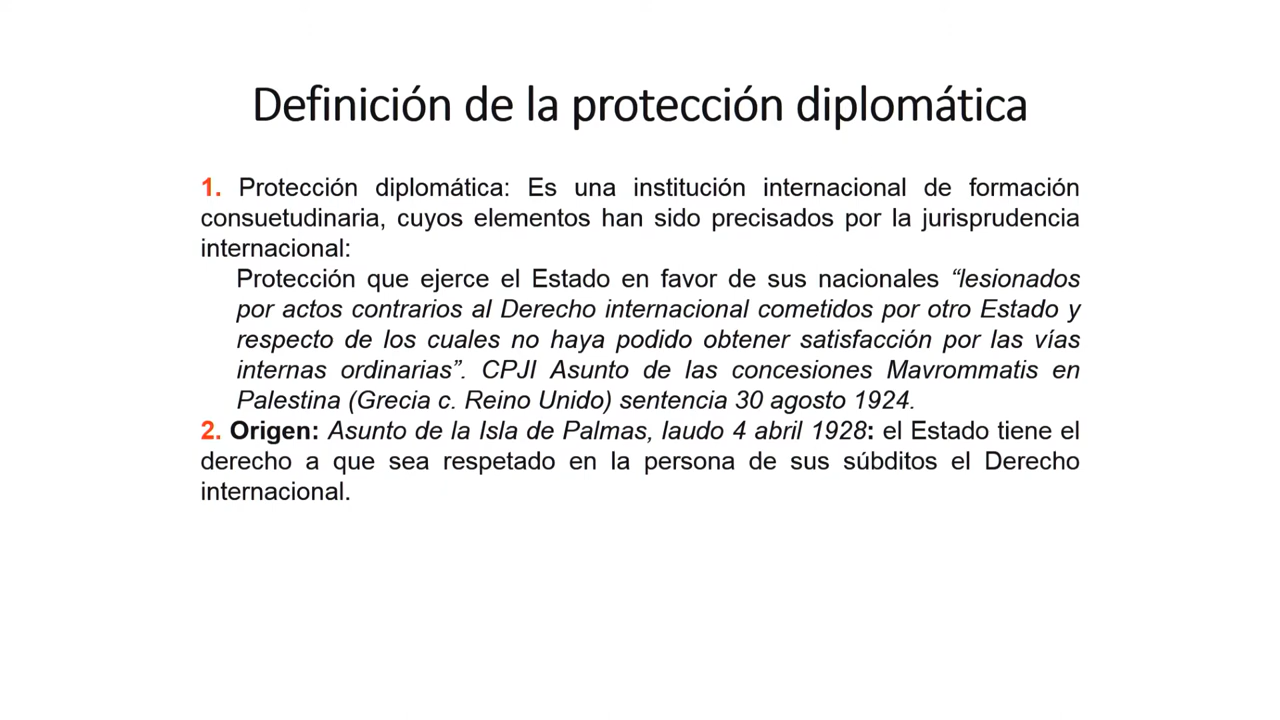 Definición de la protección diplomática
1. Protección diplomática: Es una institución internacional de formación
consuetudinaria, cuyos elementos han sido precisados por la jurisprudencia
internacional:
Protección que ejerce el Estado en favor de sus nacionales “lesionados
por actos contrarios al Derecho internacional cometidos por otro Estado y
respecto de los cuales no haya podido obtener satisfacción por las vías
internas ordinarias”. CPJI Asunto de las concesiones Mavrommatis en
Palestina (Grecia c. Reino Unido) sentencia 30 agosto 1924.
2. Origen: Asunto de la Isla de Palmas, laudo 4 abril 1928: el Estado tiene el
derecho a que sea respetado en la persona de sus súbditos el Derecho
internacional.